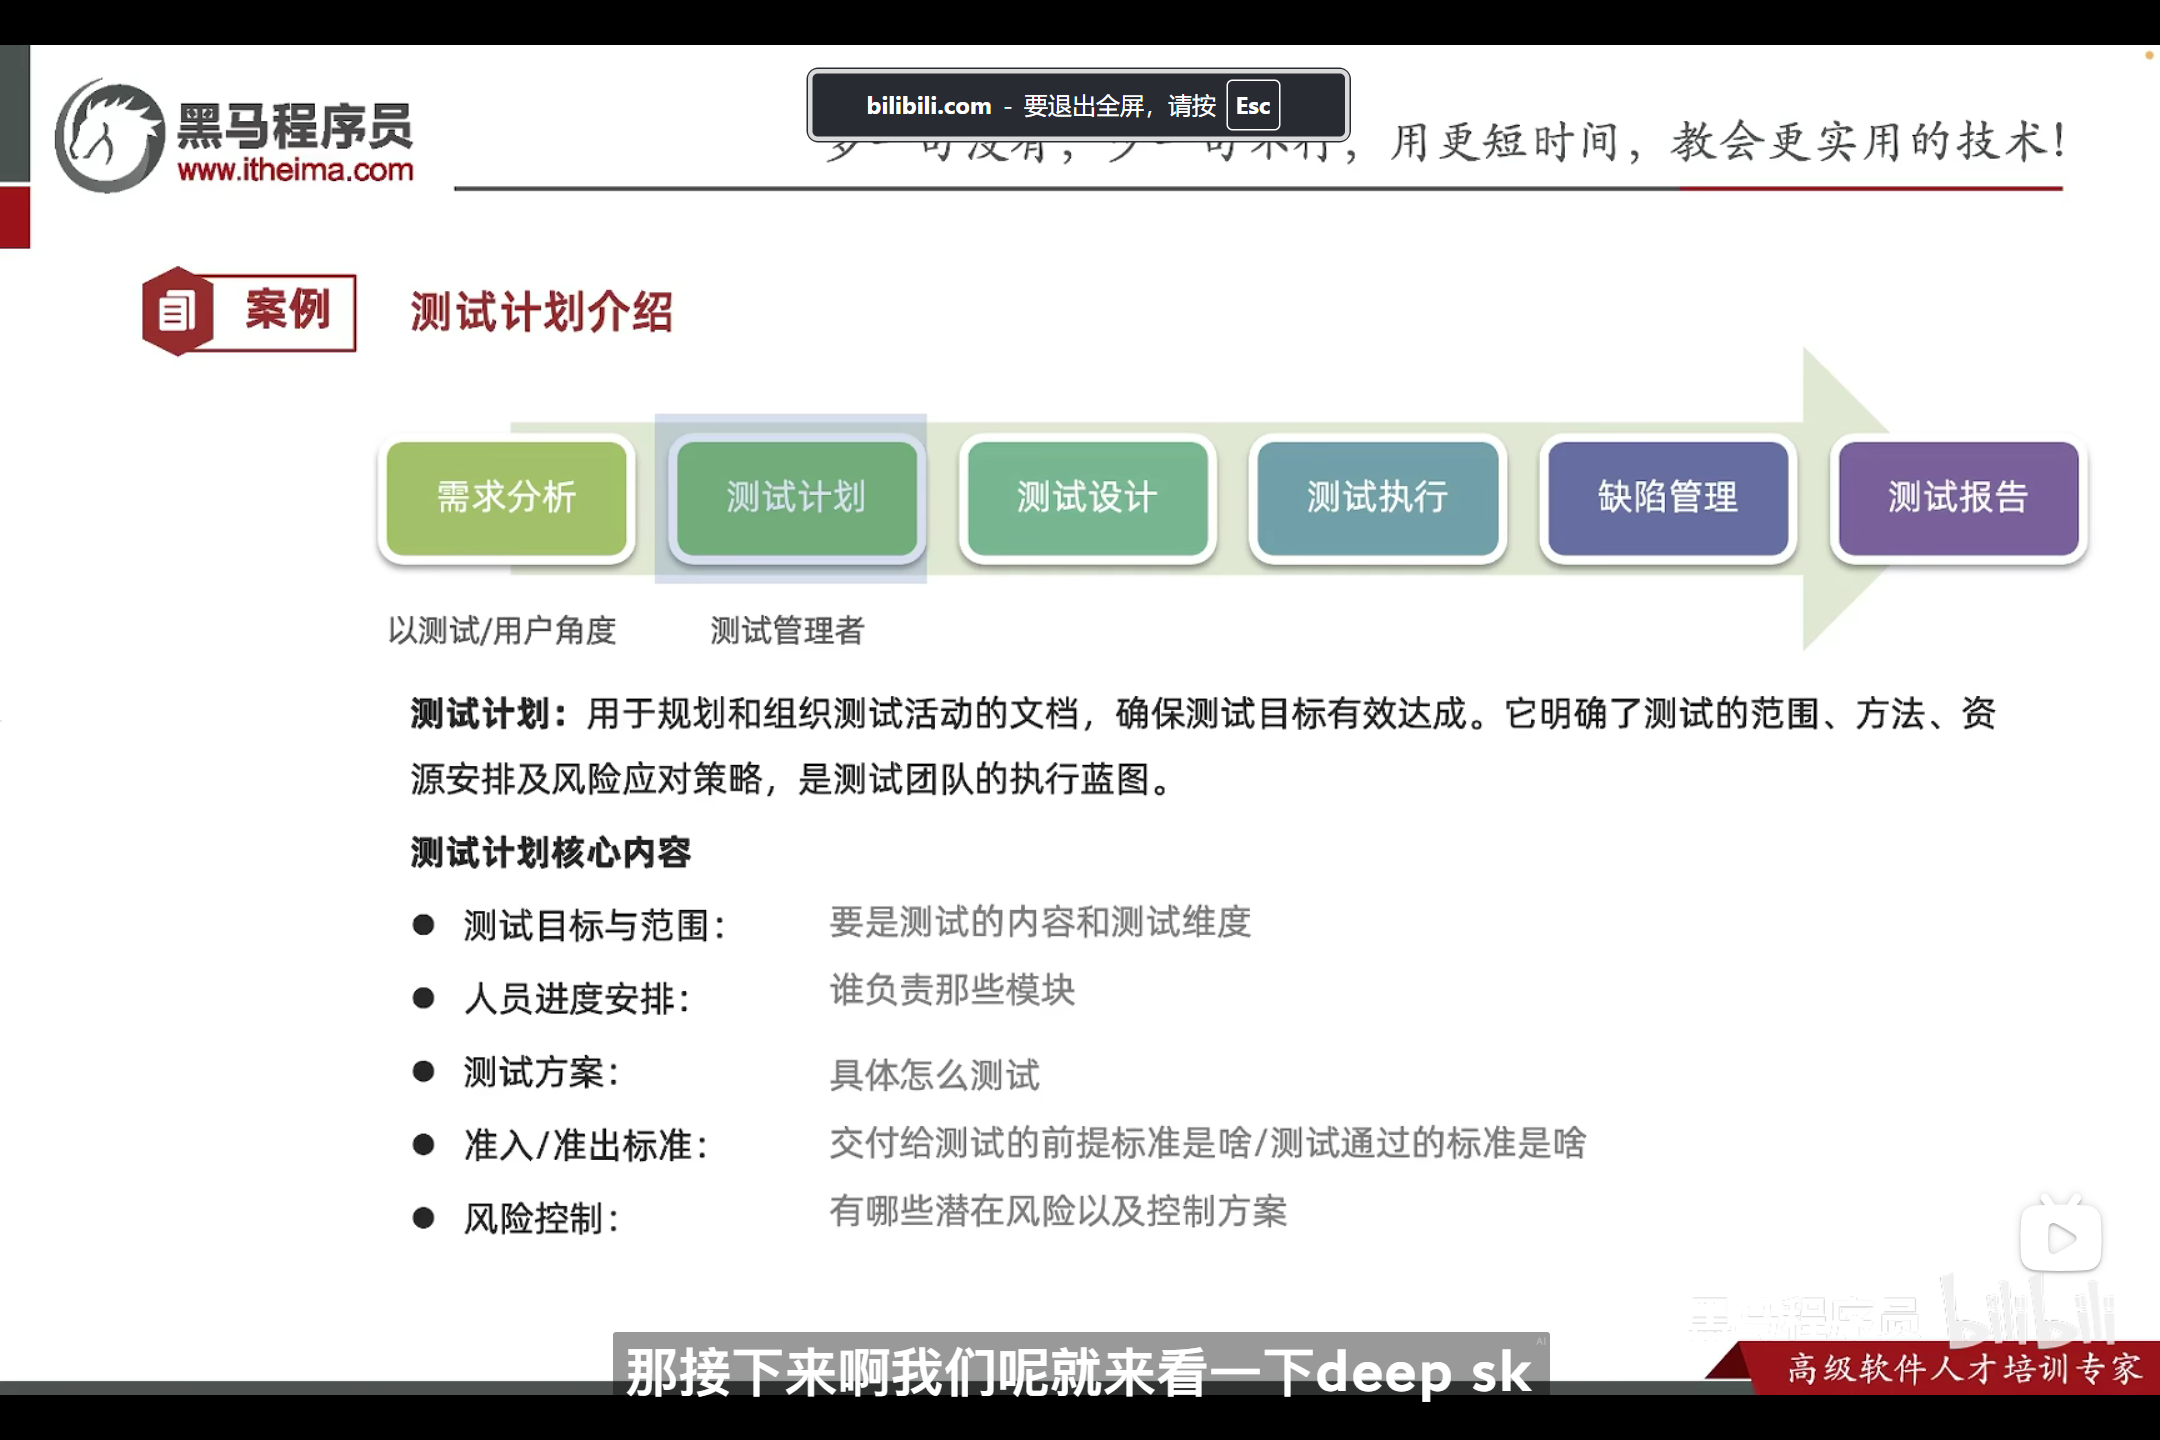 黑马程序员
www.itheima.com
bilibili.com - 要退出全屏，请按 Esc
用更短时间，教会更实用的技术！
案例
测试计划介绍
需求分析
测试计划
测试设计
测试执行
缺陷管理
测试报告
以测试/用户角度
测试管理者
测试计划：用于规划和组织测试活动的文档，确保测试目标有效达成。它明确了测试的范围、方法、资
源安排及风险应对策略，是测试团队的执行蓝图。
测试计划核心内容
● 测试目标与范围： 要是测试的内容和测试维度
● 人员进度安排： 谁负责那些模块
● 测试方案： 具体怎么测试
● 准入/准出标准： 交付给测试的前提标准是啥/测试通过的标准是啥
● 风险控制： 有哪些潜在风险以及控制方案
黑马程序员 bilibili
高级软件人才培训专家
AI
那接下来啊我们呢就来看一下deep sk